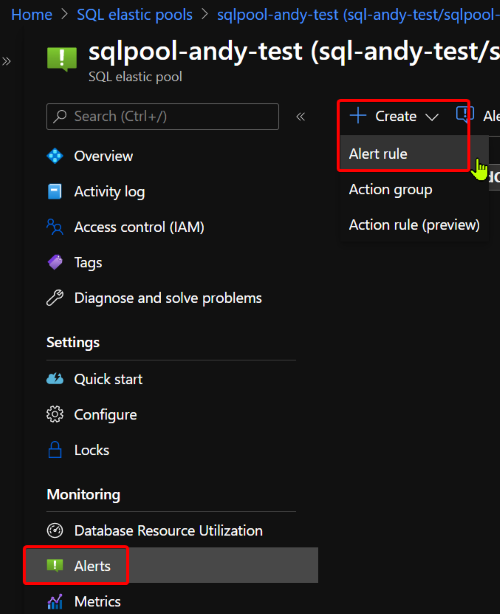 Home > SQL elastic pools > sqlpool-andy-test (sql-andy-test/sqlpool-
sqlpool-andy-test (sql-andy-test/s
SQL elastic pool
Search (Ctrl+/)
«
Create
Ale
»
Overview
Alert rule
Activity log
Action group
Access control (IAM)
Action rule (preview)
Tags
Diagnose and solve problems
Settings
Quick start
Configure
Locks
Monitoring
Database Resource Utilization
Alerts
Metrics